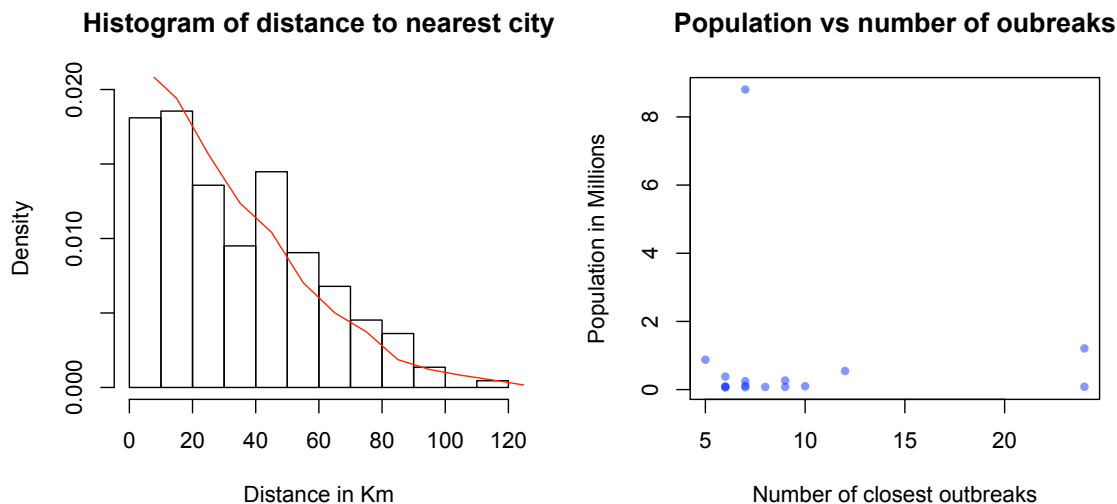 Histogram of distance to nearest city
Density
0.000
0.010
0.020
0 20 40 60 80 100 120
Distance in Km
Population vs number of oubreaks
Population in Millions
0
2
4
6
8
5 10 15 20
Number of closest outbreaks